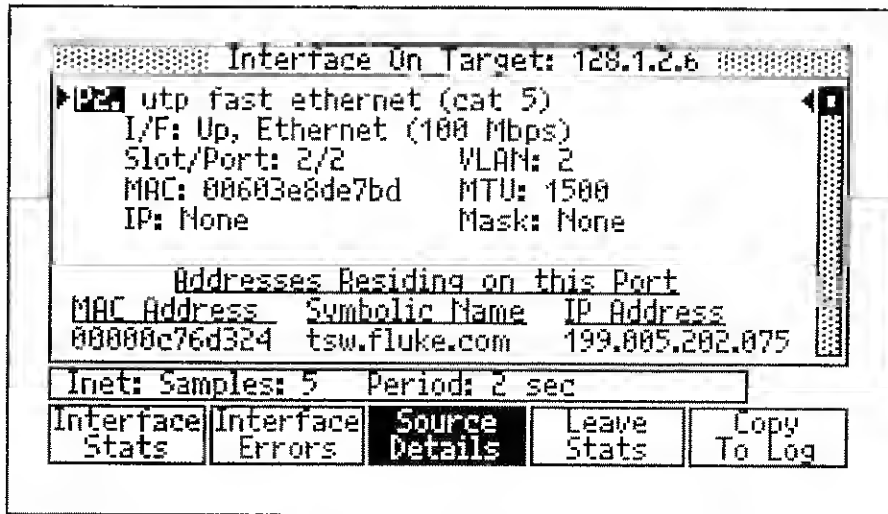 Interface On Target: 128.1.2.6
P2. utp fast ethernet (cat 5)
I/F: Up, Ethernet (100 Mbps)
Slot/Port: 2/2 VLAN: 2
MAC: 00603e8de7bd MTU: 1500
IP: None Mask: None
Addresses Residing on this Port
MAC Address Symbolic Name IP Address
00000c76d324 tsw.fluke.com 199.005.202.075
Inet: Samples: 5 Period: 2 sec
Interface Stats Interface Errors Source Details Leave Stats Copy To Log